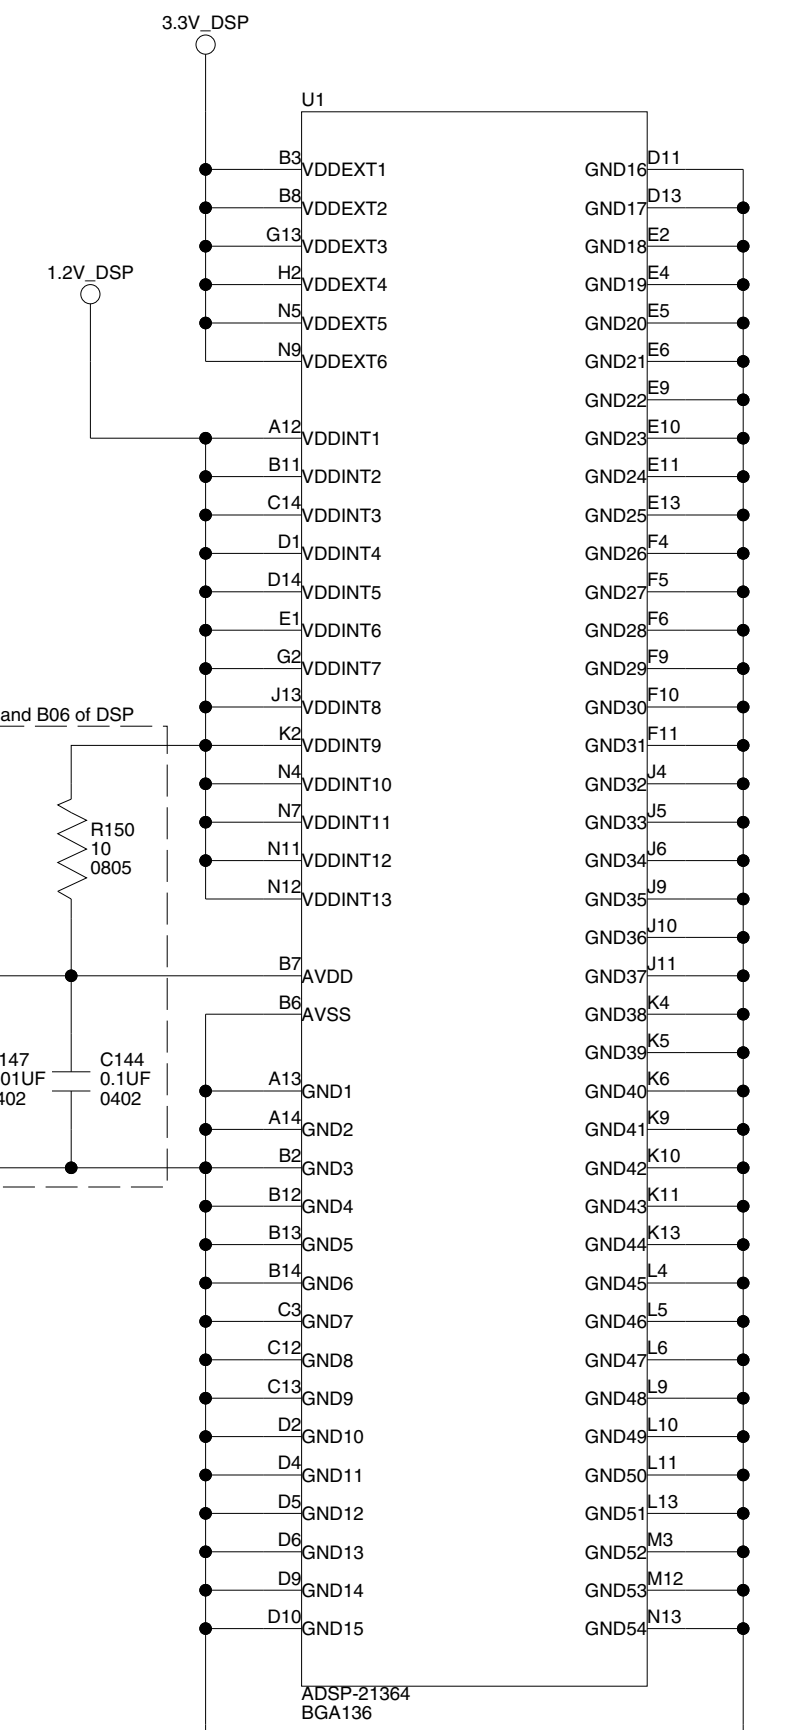 3.3V_DSP
U1
B3 VDDEXT1 GND16 D11
B8 VDDEXT2 GND17 D13
G13 VDDEXT3 GND18 E2
1.2V_DSP
H2 VDDEXT4 GND19 E4
N5 VDDEXT5 GND20 E5
N9 VDDEXT6 GND21 E6
GND22 E9
A12 VDDINT1 GND23 E10
B11 VDDINT2 GND24 E11
C14 VDDINT3 GND25 E13
D1 VDDINT4 GND26 F4
D14 VDDINT5 GND27 F5
E1 VDDINT6 GND28 F6
G2 VDDINT7 GND29 F9
J13 VDDINT8 GND30 F10
and B06 of DSP
K2 VDDINT9 GND31 F11
N4 VDDINT10 GND32 J4
N7 VDDINT11 GND33 J5
R150
10
0805
N11 VDDINT12 GND34 J6
N12 VDDINT13 GND35 J9
GND36 J10
B7 AVDD GND37 J11
B6 AVSS GND38 K4
GND39 K5
147
01UF
402
C144
0.1UF
0402
A13 GND1 GND40 K6
A14 GND2 GND41 K9
B2 GND3 GND42 K10
B12 GND4 GND43 K11
B13 GND5 GND44 K13
B14 GND6 GND45 L4
C3 GND7 GND46 L5
C12 GND8 GND47 L6
C13 GND9 GND48 L9
D2 GND10 GND49 L10
D4 GND11 GND50 L11
D5 GND12 GND51 L13
D6 GND13 GND52 M3
D9 GND14 GND53 M12
D10 GND15 GND54 N13
ADSP-21364
BGA136